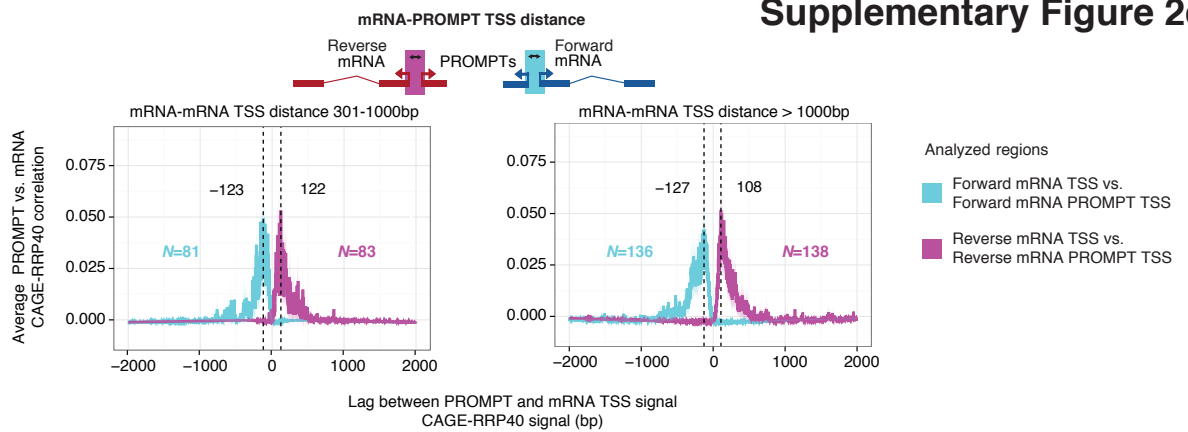 Supplementary Figure 2
mRNA-PROMPT TSS distance
Reverse
mRNA
PROMPTs
Forward
mRNA
mRNA-mRNA TSS distance 301-1000bp
mRNA-mRNA TSS distance > 1000bp
Average PROMPT vs. mRNA
CAGE-RRP40 correlation
0.075
0.050
0.025
0.000
−123
122
N=81
N=83
−2000
−1000
0
1000
2000
0.075
0.050
0.025
0.000
−127
108
N=136
N=138
−2000
−1000
0
1000
2000
Lag between PROMPT and mRNA TSS signal
CAGE-RRP40 signal (bp)
Analyzed regions
Forward mRNA TSS vs.
Forward mRNA PROMPT TSS
Reverse mRNA TSS vs.
Reverse mRNA PROMPT TSS